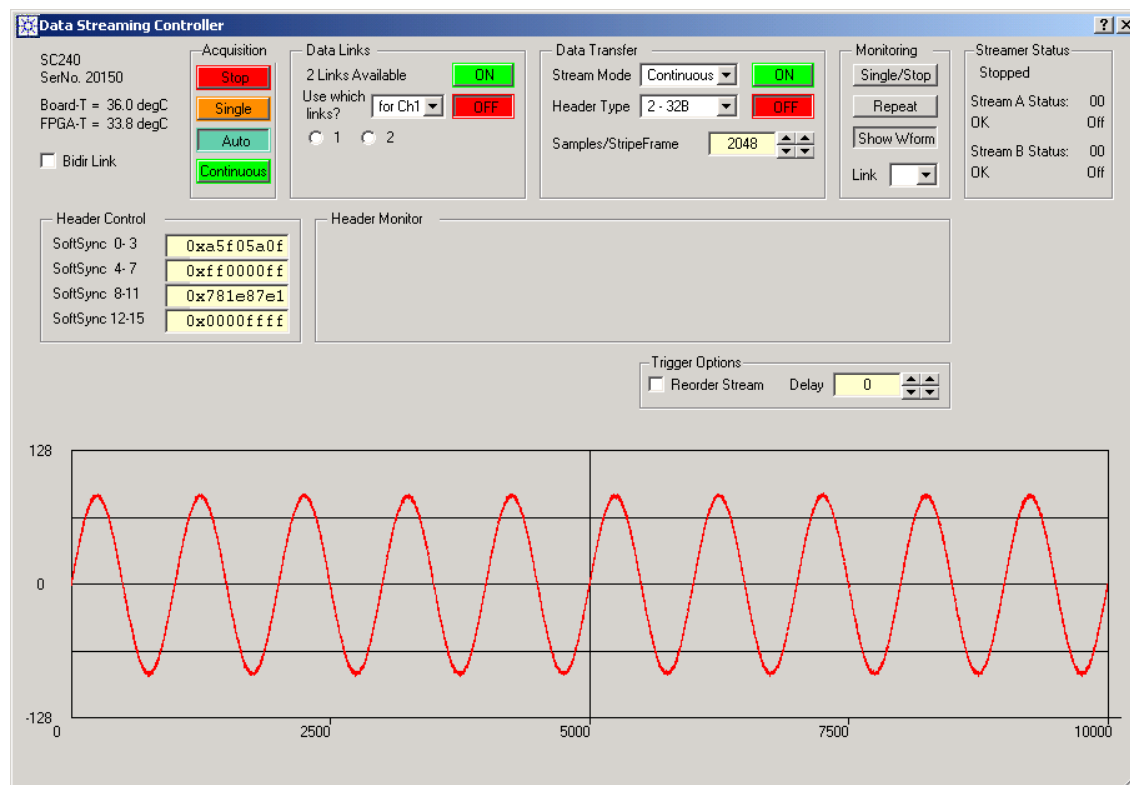 Data Streaming Controller
SC240
SerNo. 20150
Board-T = 36.0 degC
FPGA-T = 33.8 degC
Bidir Link
Acquisition
Stop
Single
Auto
Continuous
Data Links
2 Links Available ON
Use which links? for Ch1 OFF
1 2
Data Transfer
Stream Mode Continuous ON
Header Type 2 - 32B OFF
Samples/StripeFrame 2048
Monitoring
Single/Stop
Repeat
Show Wform
Link
Streamer Status
Stopped
Stream A Status: 00
OK Off
Stream B Status: 00
OK Off
Header Control
SoftSync 0- 3 0xa5f05a0f
SoftSync 4- 7 0xff0000ff
SoftSync 8-11 0x781e87e1
SoftSync 12-15 0x0000ffff
Header Monitor
Trigger Options
Reorder Stream Delay 0
128
0
-128
0 2500 5000 7500 10000